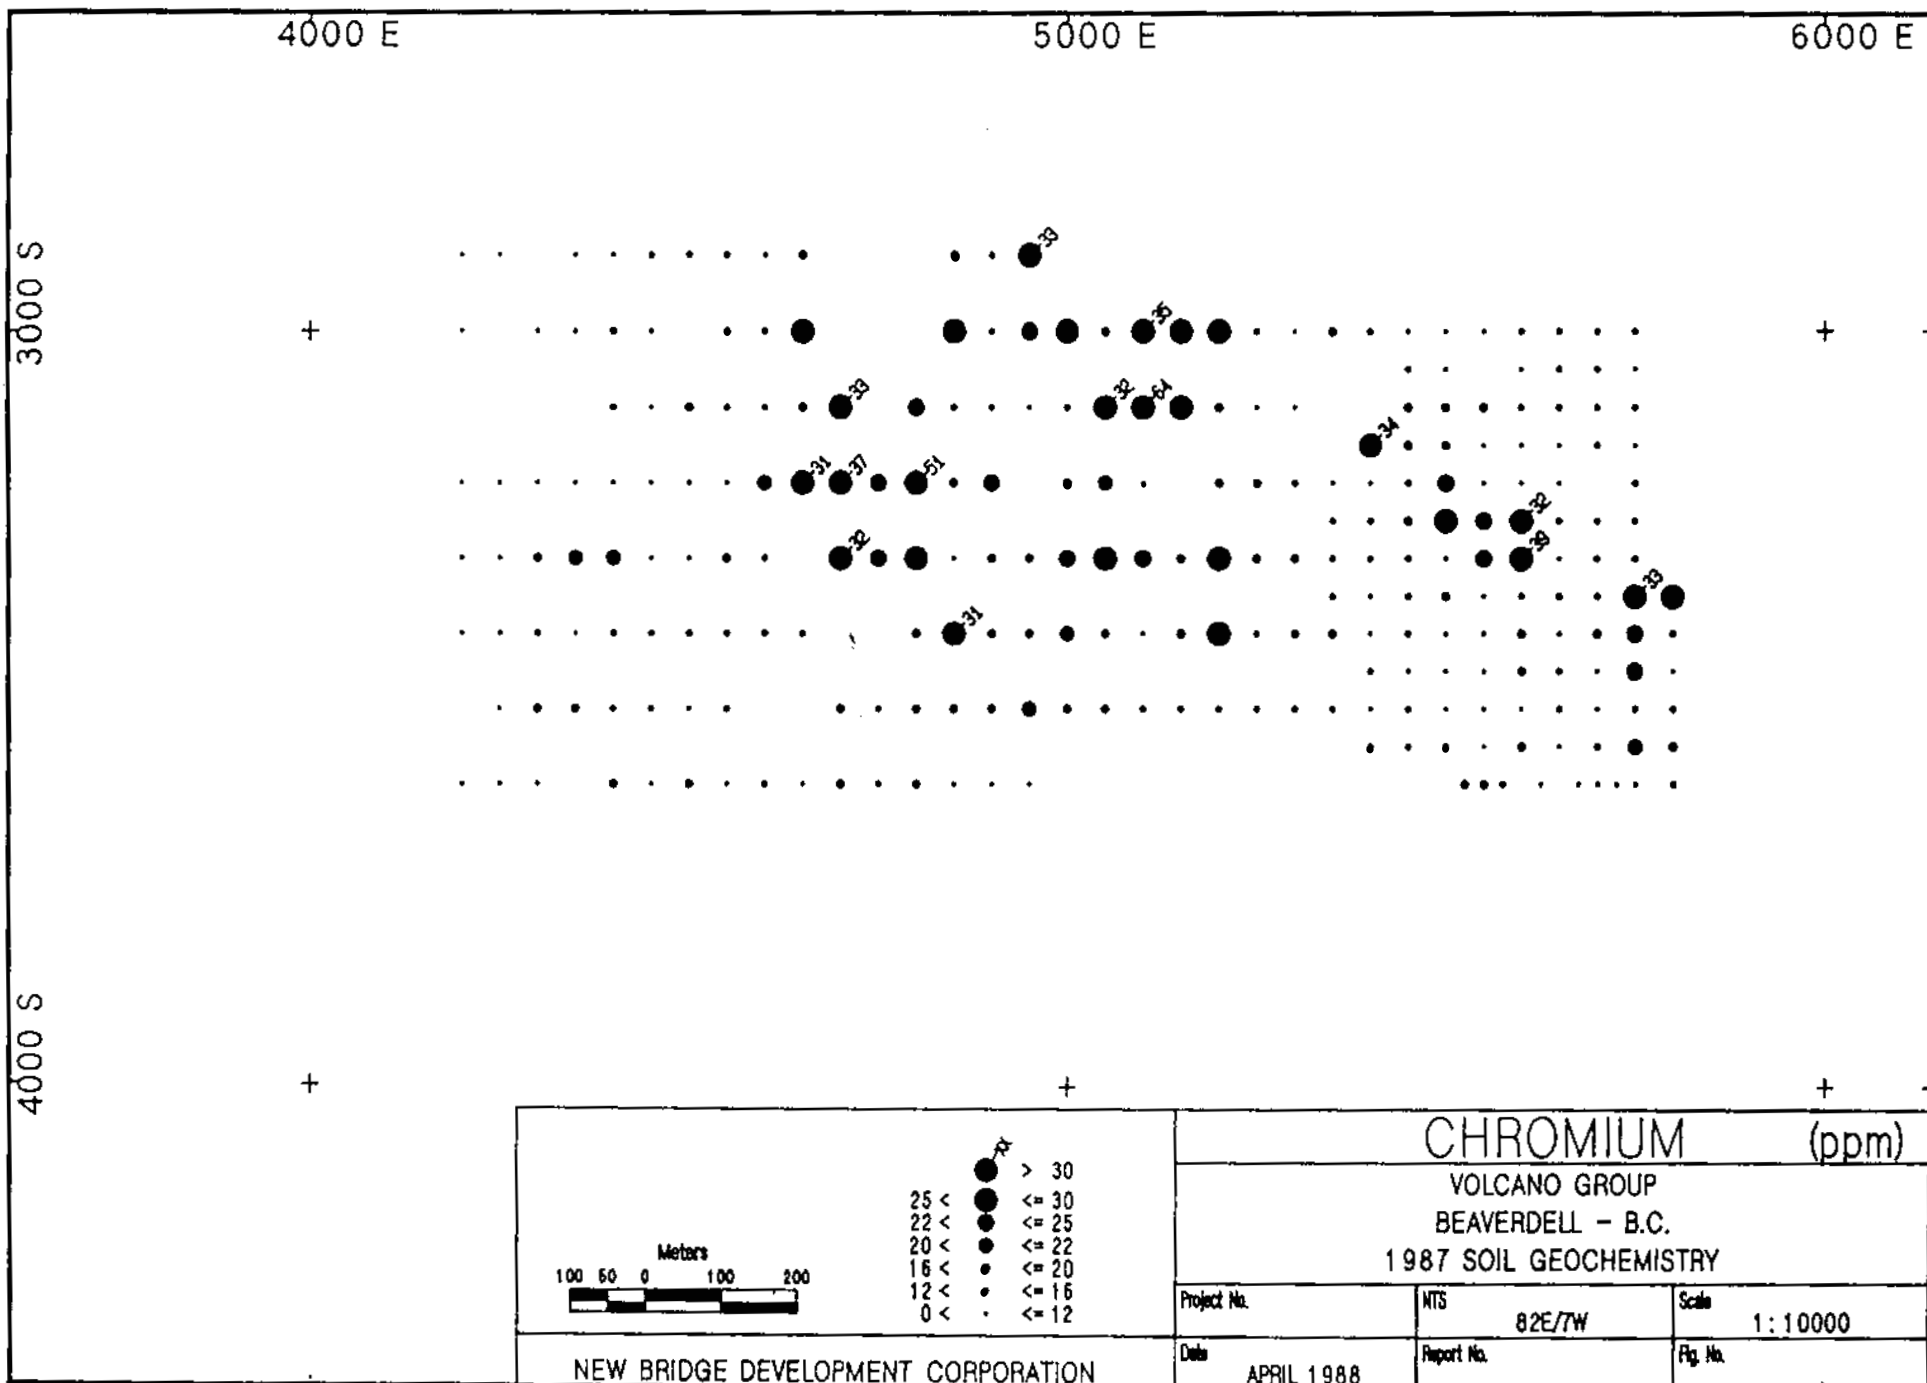 4000 E
5000 E
6000 E
3000 S
4000 S
-33
-35
-33
-32
-64
-34
-31
-37
-51
-32
-32
-39
-33
-31
-XX
> 30
25 < <= 30
22 < <= 25
20 < <= 22
16 < <= 20
12 < <= 16
0 < <= 12
Meters
100 50 0 100 200
NEW BRIDGE DEVELOPMENT CORPORATION
CHROMIUM (ppm)
VOLCANO GROUP
BEAVERDELL - B.C.
1987 SOIL GEOCHEMISTRY
Project No.
NTS
82E/7W
Scale
1:10000
Date
APRIL 1988
Report No.
Fig. No.